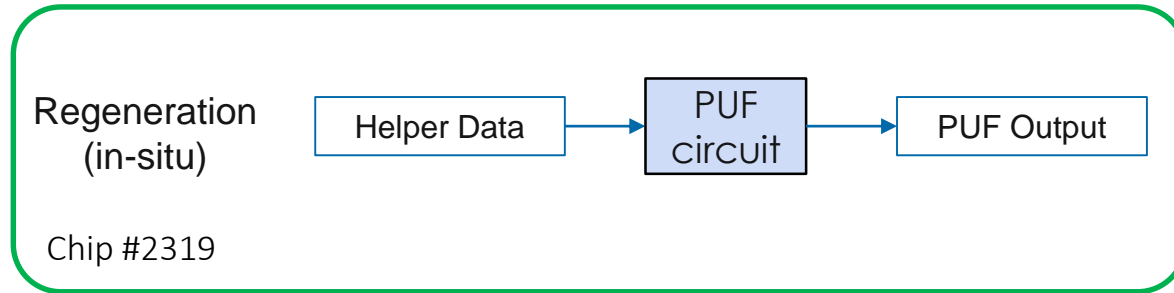 Regeneration
(in-situ)
Helper Data
PUF
circuit
PUF Output
Chip #2319